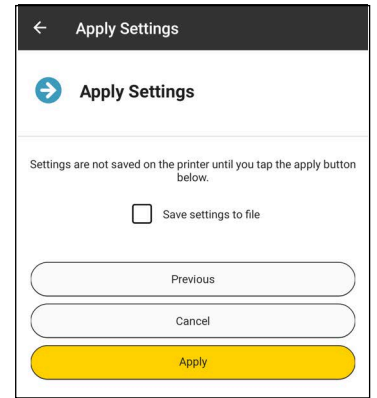 Apply Settings
Apply Settings
Settings are not saved on the printer until you tap the apply button
below.
Save settings to file
Previous
Cancel
Apply